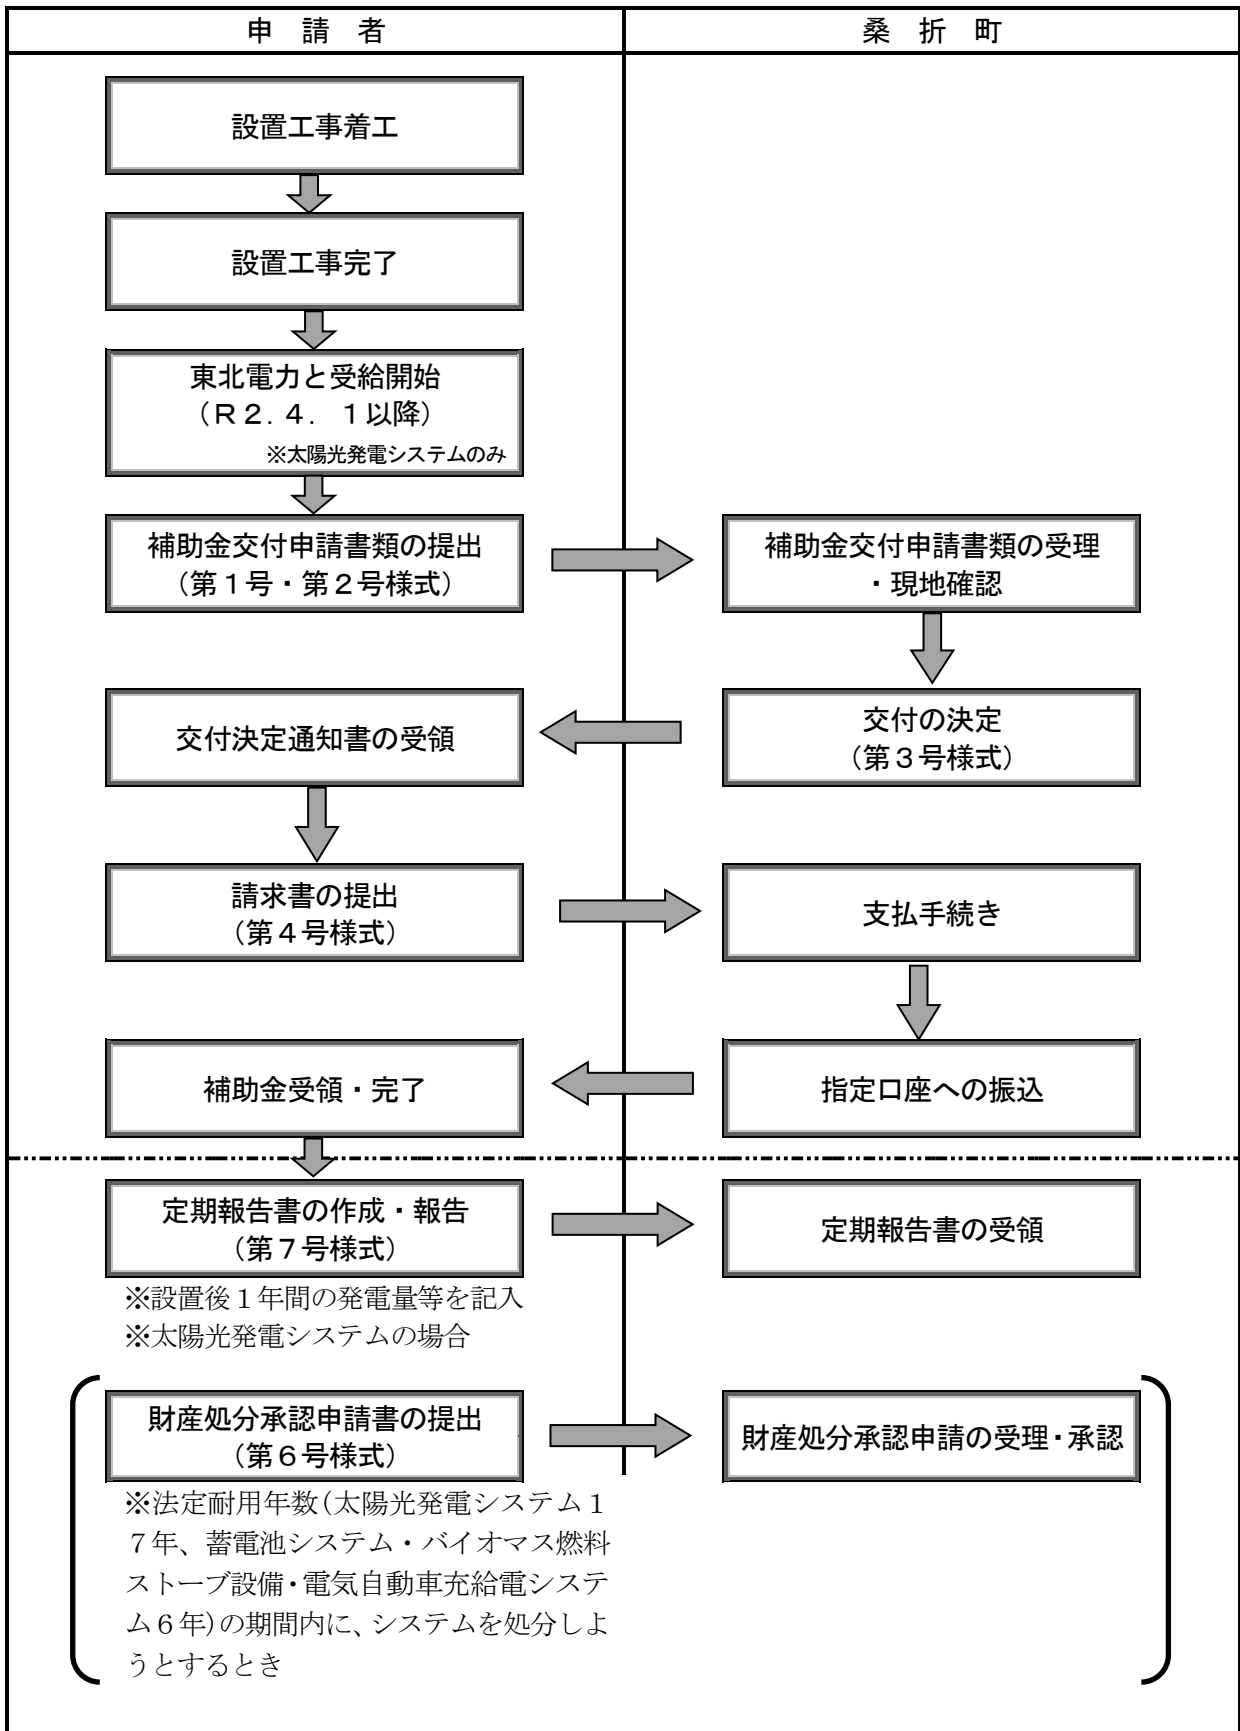 申　請　者
桑　折　町
設置工事着工
設置工事完了
東北電力と受給開始
（Ｒ２．４．１以降）
※太陽光発電システムのみ
補助金交付申請書類の提出
（第１号・第２号様式）
補助金交付申請書類の受理
・現地確認
交付決定通知書の受領
交付の決定
（第３号様式）
請求書の提出
（第４号様式）
支払手続き
補助金受領・完了
指定口座への振込
定期報告書の作成・報告
（第７号様式）
定期報告書の受領
※設置後１年間の発電量等を記入
※太陽光発電システムの場合
財産処分承認申請書の提出
（第６号様式）
財産処分承認申請の受理・承認
※法定耐用年数（太陽光発電システム１
７年、蓄電池システム・バイオマス燃料
ストーブ設備・電気自動車充給電システ
ム６年）の期間内に、システムを処分しよ
うとするとき